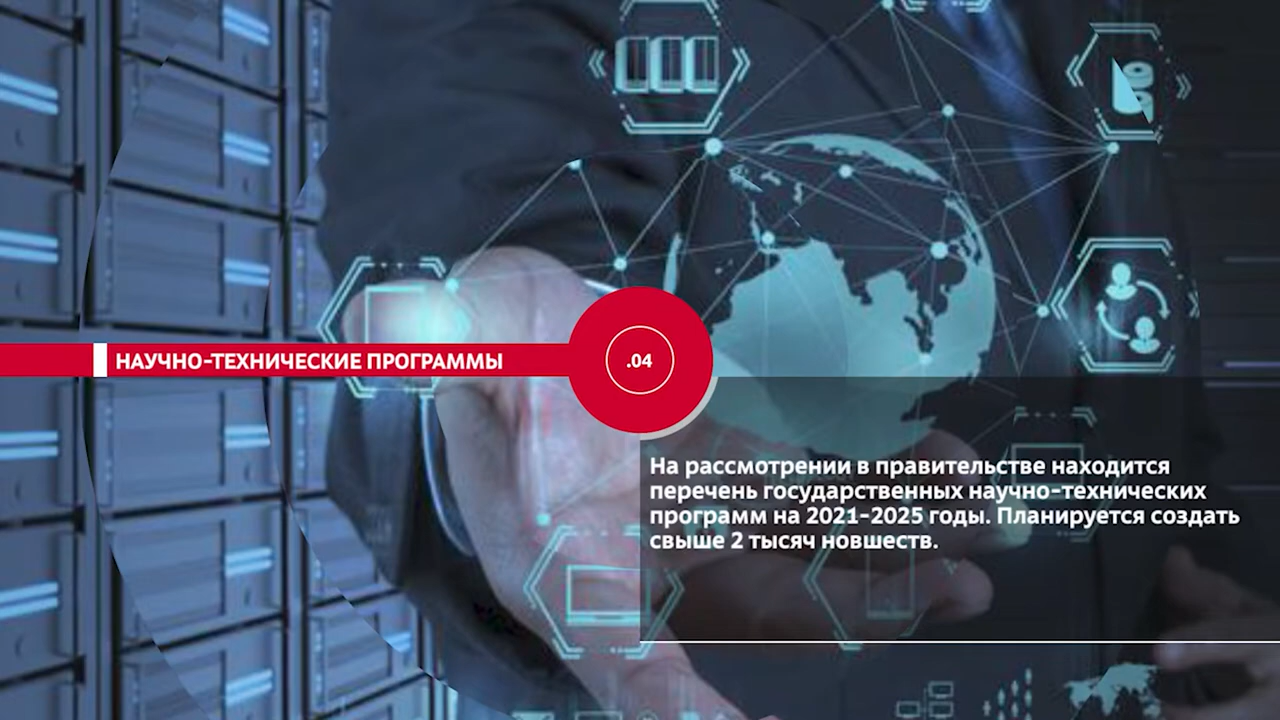 НАУЧНО-ТЕХНИЧЕСКИЕ ПРОГРАММЫ
.04
На рассмотрении в правительстве находится
перечень государственных научно-технических
программ на 2021-2025 годы. Планируется создать
свыше 2 тысяч новшеств.